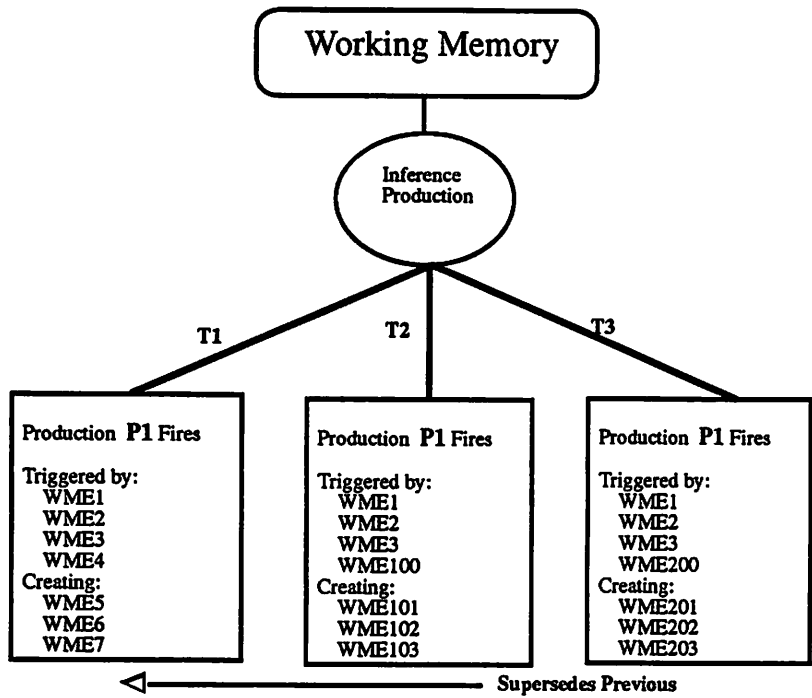 Working Memory
Inference
Production
T1
T2
T3
Production P1 Fires
Triggered by:
WME1
WME2
WME3
WME4
Creating:
WME5
WME6
WME7
Production P1 Fires
Triggered by:
WME1
WME2
WME3
WME100
Creating:
WME101
WME102
WME103
Production P1 Fires
Triggered by:
WME1
WME2
WME3
WME200
Creating:
WME201
WME202
WME203
Supersedes Previous